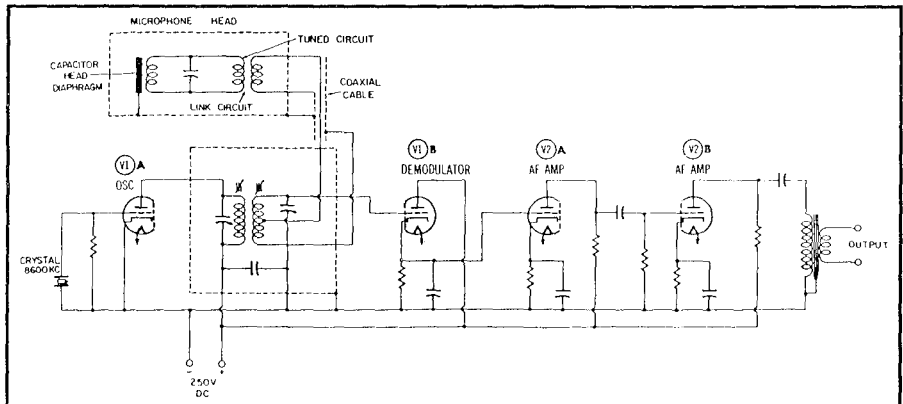 MICROPHONE HEAD
TUNED CIRCUIT
CAPACITOR
HEAD
DIAPHRAGM
LINK CIRCUIT
COAXIAL
CABLE
V1 A
OSC
V1 B
DEMODULATOR
V2 A
AF AMP
V2 B
AF AMP
CRYSTAL
8600KC
OUTPUT
- +
250V
DC